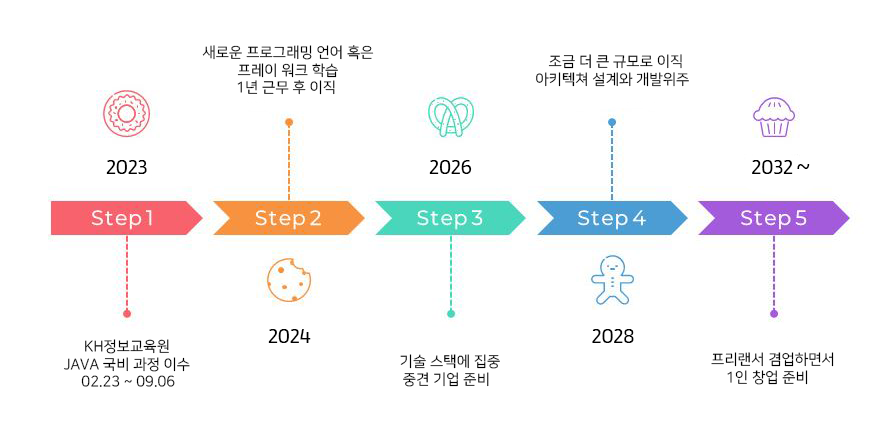 2023
Step 1
KH정보교육원
JAVA 국비 과정 이수
02.23 ~ 09.06
새로운 프로그래밍 언어 혹은
프레이 워크 학습
1년 근무 후 이직
Step 2
2024
2026
Step 3
기술 스택에 집중
중견 기업 준비
조금 더 큰 규모로 이직
아키텍쳐 설계와 개발위주
Step 4
2028
2032 ~
Step 5
프리랜서 겸업하면서
1인 창업 준비